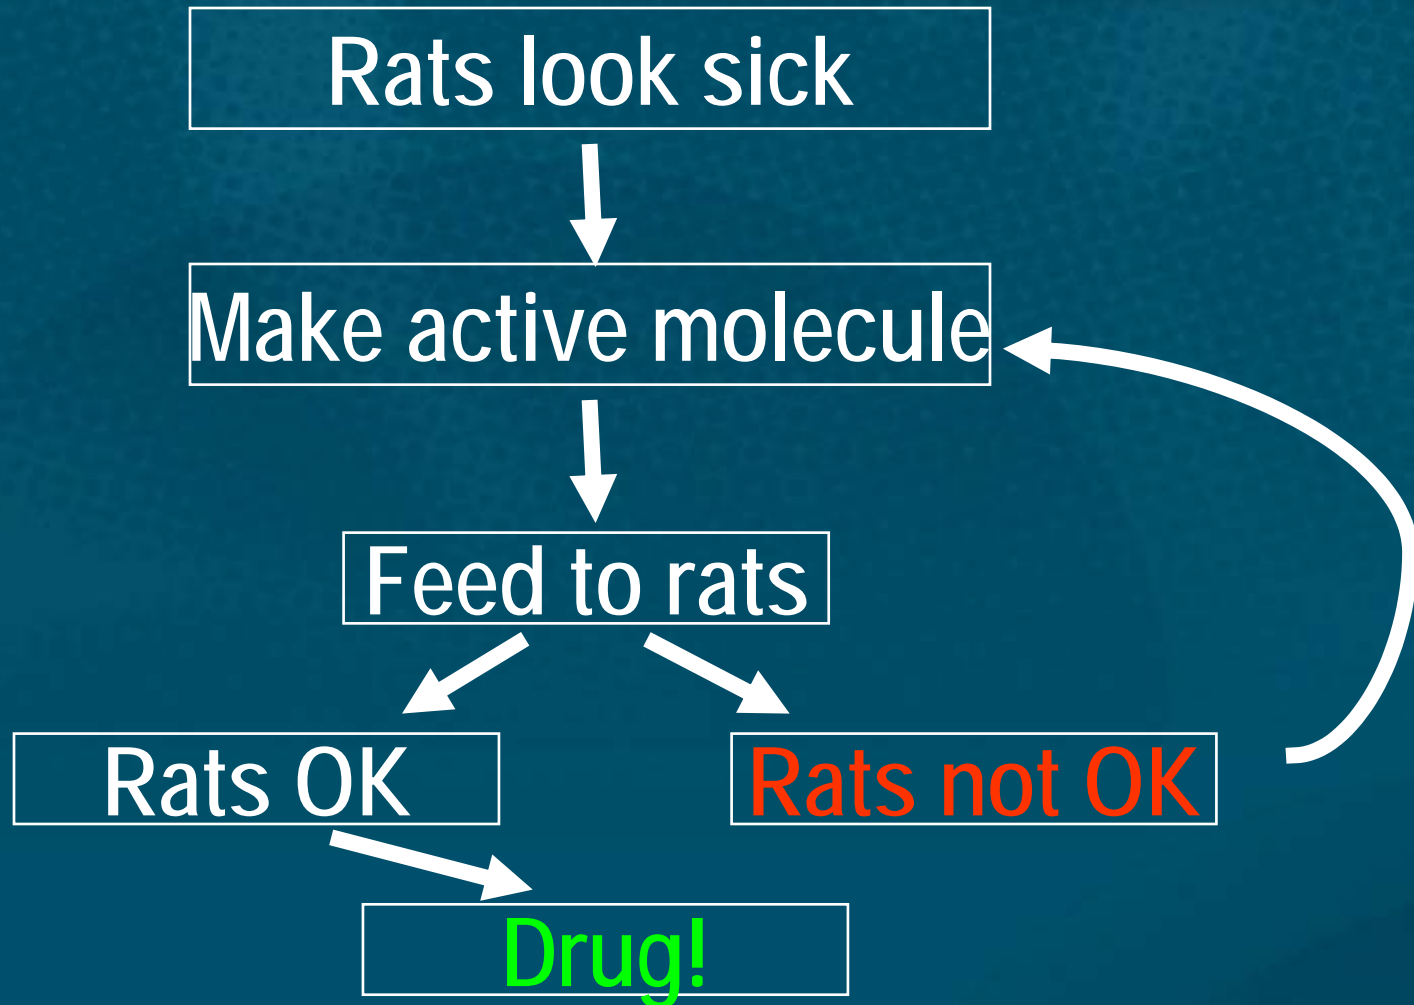 Rats look sick
Make active molecule
Feed to rats
Rats OK
Rats not OK
Drug!